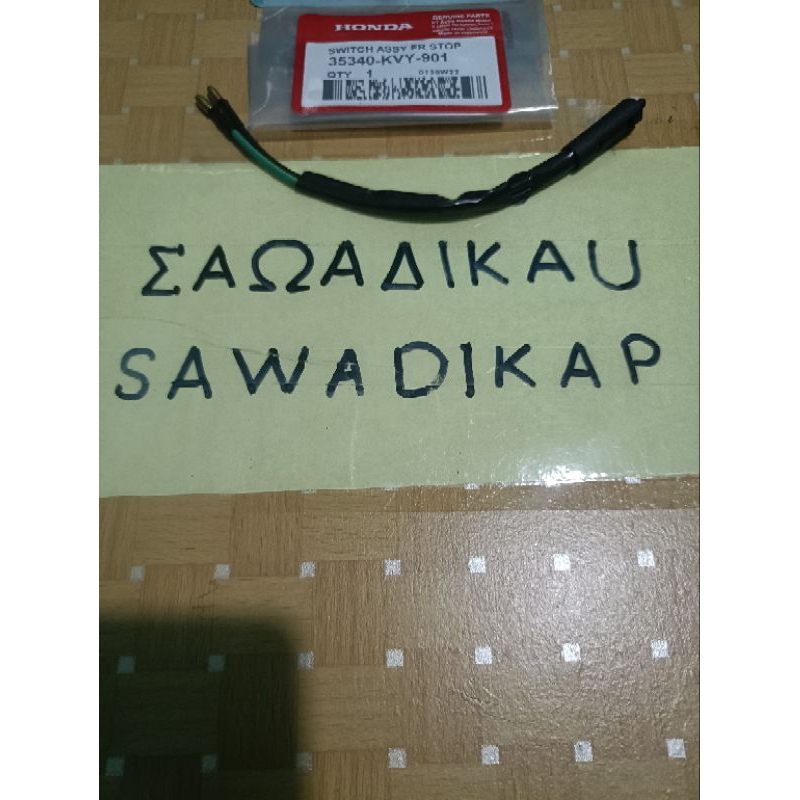 HONDA
GENUINE PARTS
SWITCH ASSY FR STOP
35340-KVY-901
QTY 1
ΣΑΩΑΔΙΚΑU
SAWADIKAP